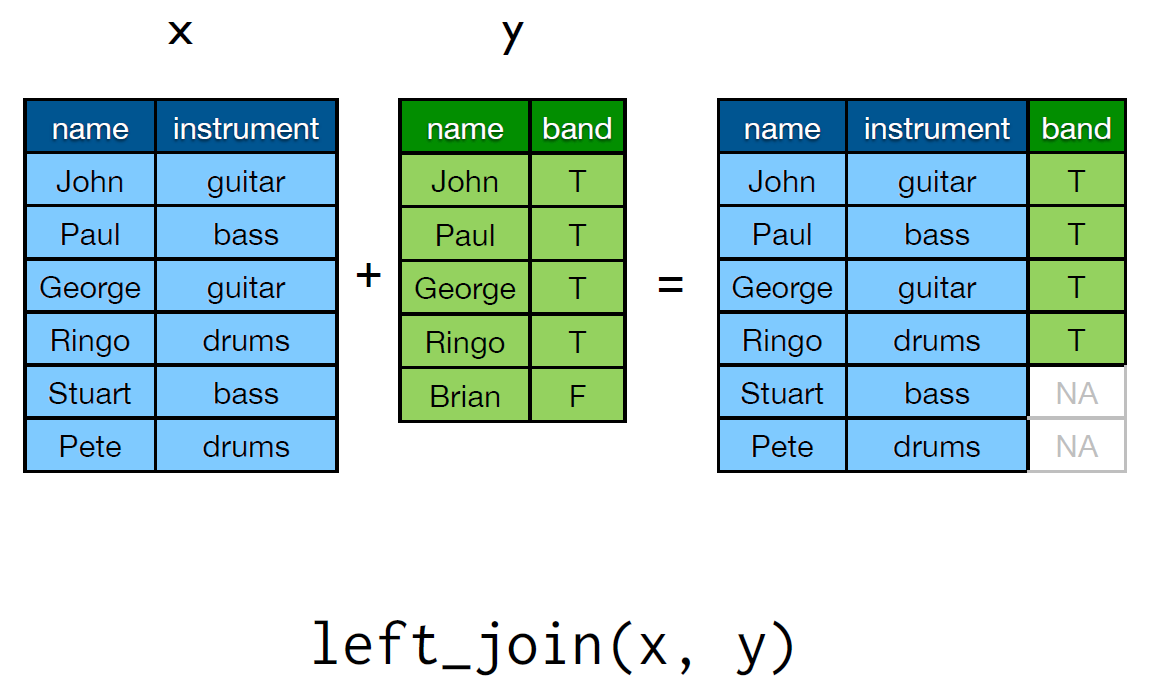 x y
name instrument name band name instrument band
John guitar John T John guitar T
Paul bass Paul T Paul bass T
George guitar + George T = George guitar T
Ringo drums Ringo T Ringo drums T
Stuart bass Brian F Stuart bass NA
Pete drums Pete drums NA
left_join(x, y)